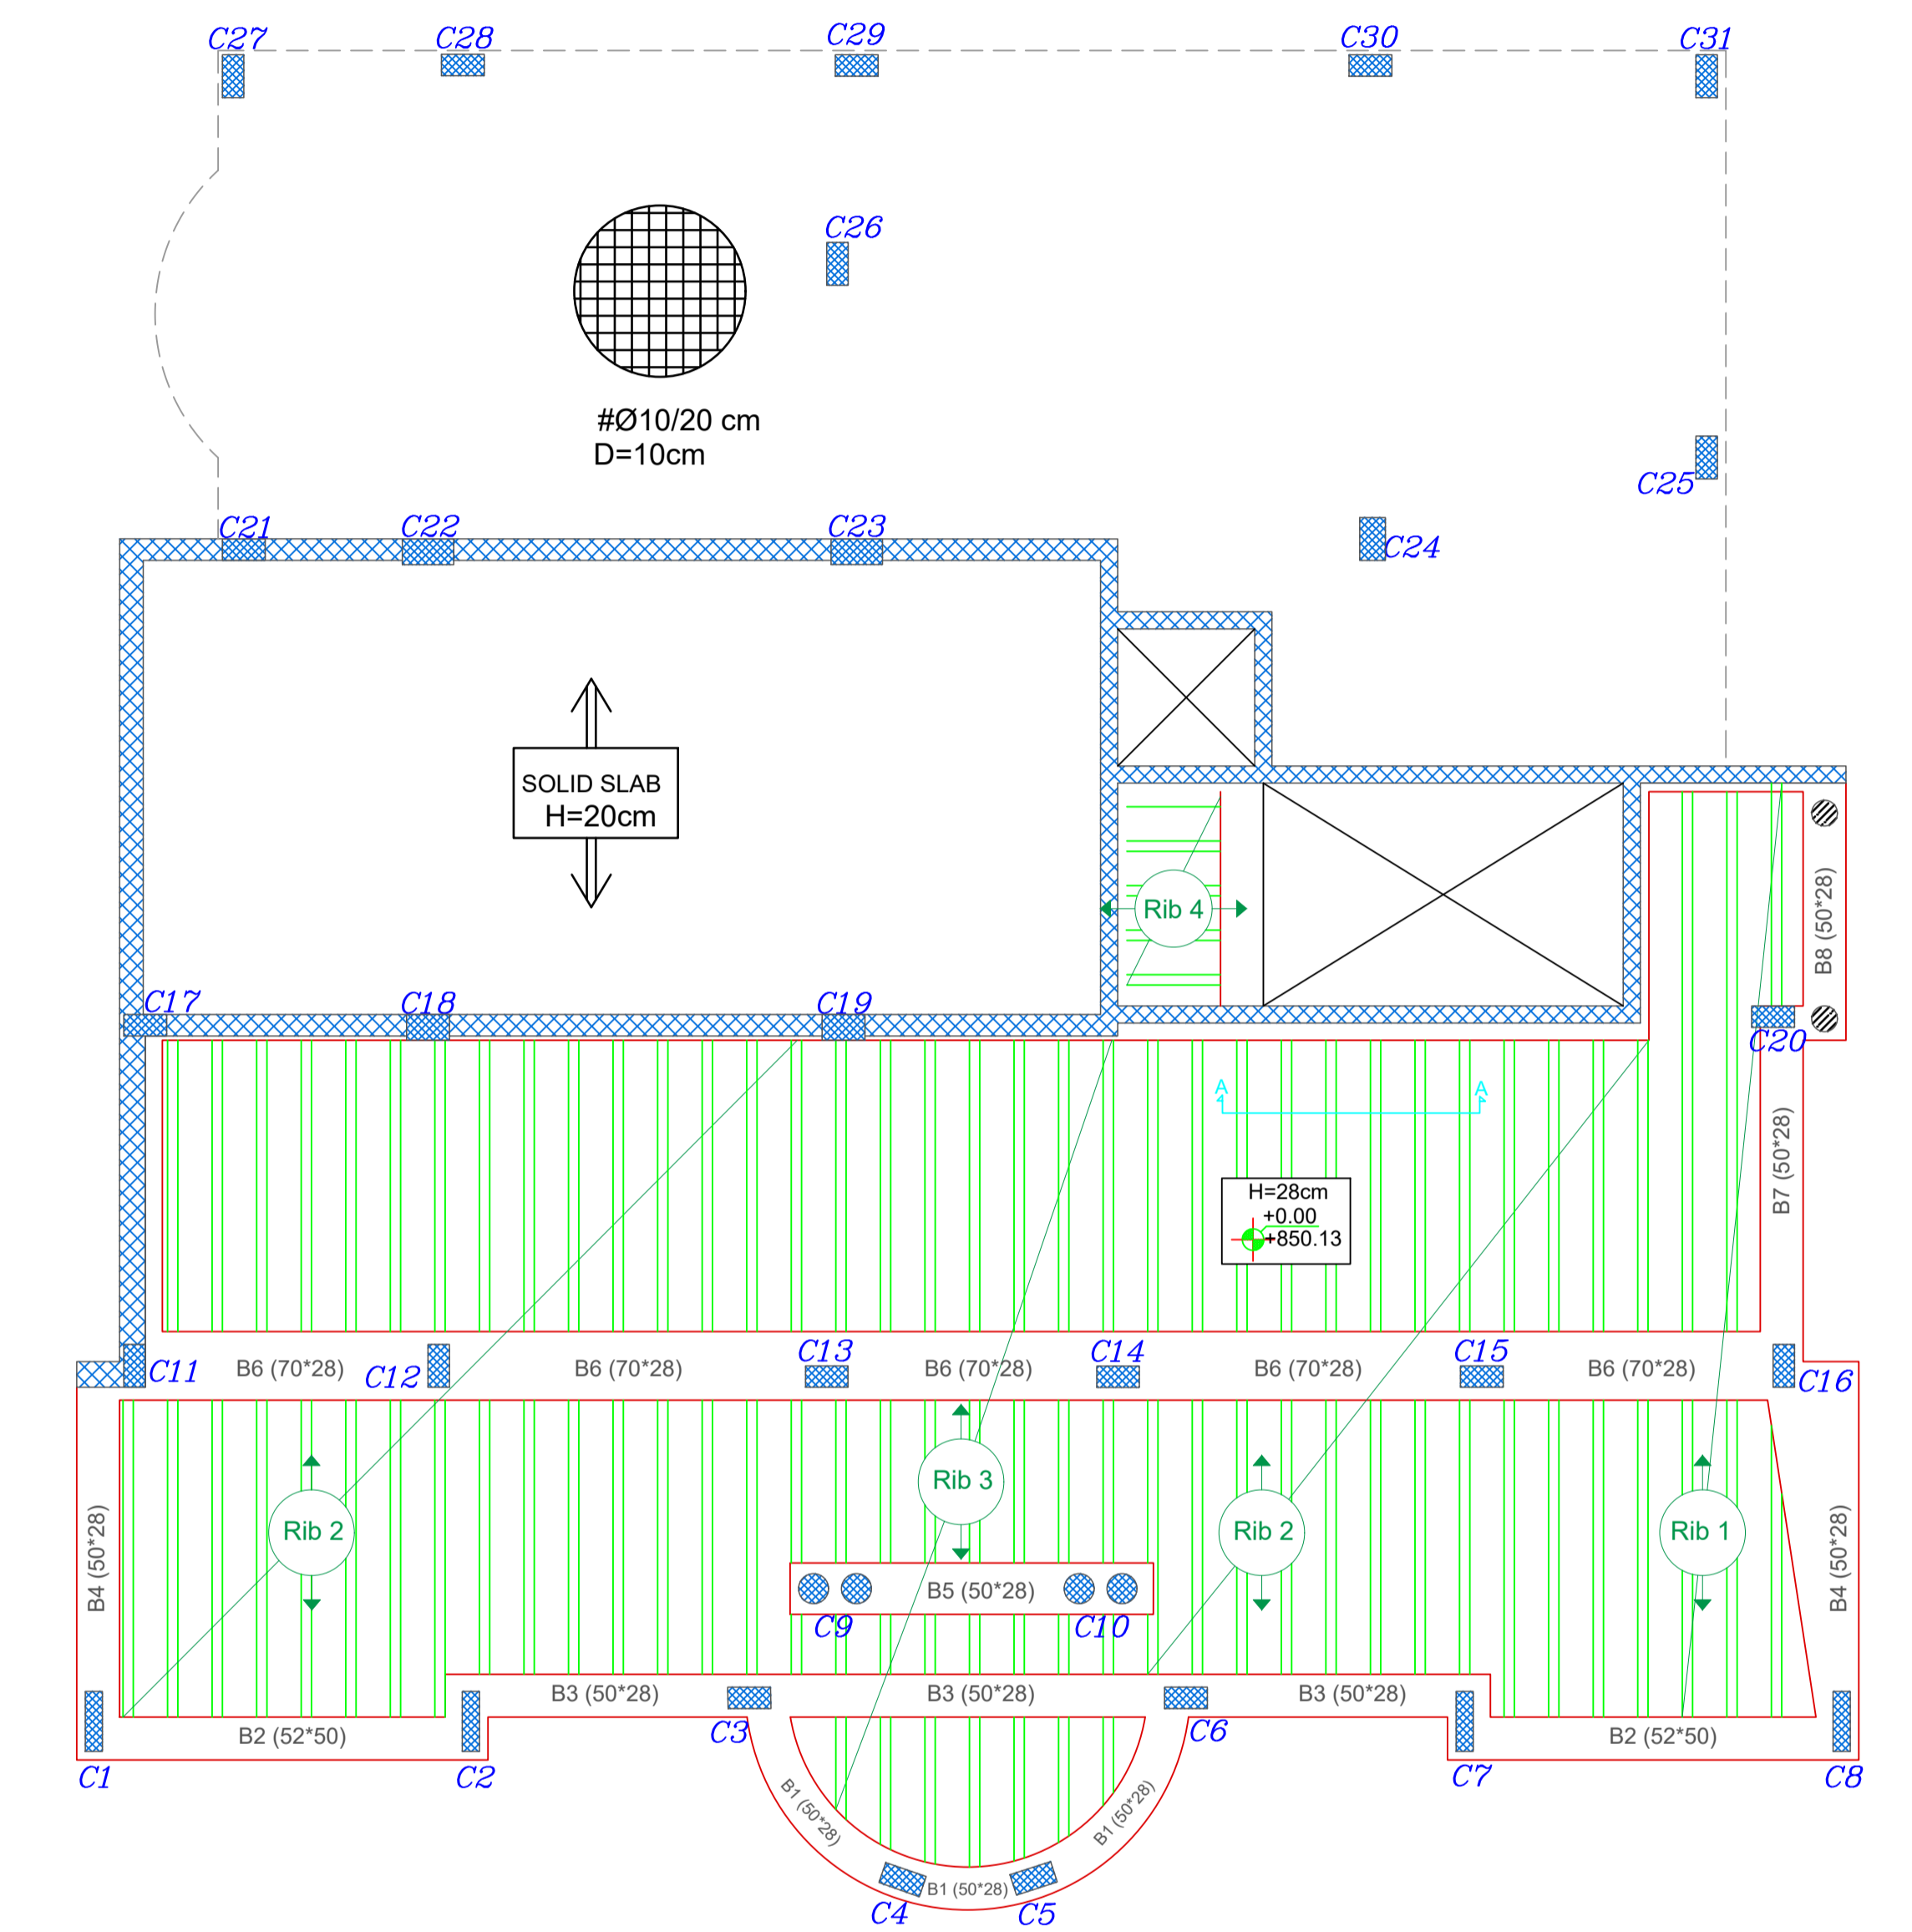 C27
C28
C29
C30
C31
C26
#Ø10/20 cm
D=10cm
C25
C21
C22
C23
C24
SOLID SLAB
H=20cm
Rib 4
B8 (50*28)
C17
C18
C19
C20
A
A
H=28cm
+0.00
+850.13
B7 (50*28)
C11
B6 (70*28)
C12
B6 (70*28)
C13
B6 (70*28)
C14
B6 (70*28)
C15
B6 (70*28)
C16
Rib 3
Rib 2
Rib 2
Rib 1
B4 (50*28)
B4 (50*28)
B5 (50*28)
C9
C10
B3 (50*28)
B3 (50*28)
B3 (50*28)
B2 (52*50)
C3
C6
B2 (52*50)
C1
C2
C7
C8
B1 (50*28)
B1 (50*28)
B1 (50*28)
C4
C5